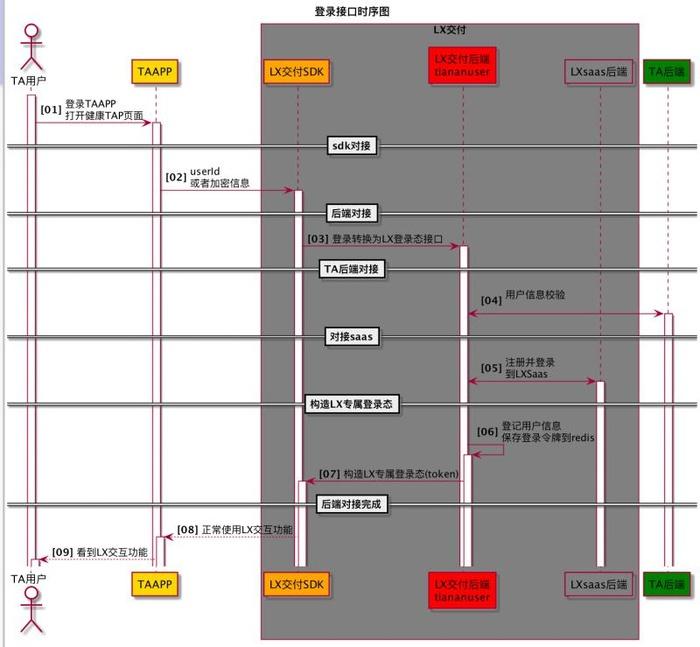 登录接口时序图
LX交付
TA用户
TAAPP
LX交付SDK
LX交付后端
tiananuser
LXsaas后端
TA后端
[01] 登录TAAPP
打开健康TAP页面
sdk对接
[02] userId
或者加密信息
后端对接
[03] 登录转换为LX登录态接口
TA后端对接
[04] 用户信息校验
对接saas
[05] 注册并登录
到LXSaas
构造LX专属登录态
[06] 登记用户信息
保存登录令牌到redis
[07] 构造LX专属登录态(token)
后端对接完成
[08] 正常使用LX交互功能
[09] 看到LX交互功能
TA用户
TAAPP
LX交付SDK
LX交付后端
tiananuser
LXsaas后端
TA后端